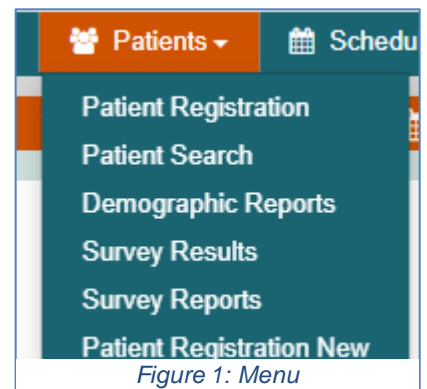 Patients Schedu
Patient Registration
Patient Search
Demographic Reports
Survey Results
Survey Reports
Patient Registration New
Figure 1: Menu